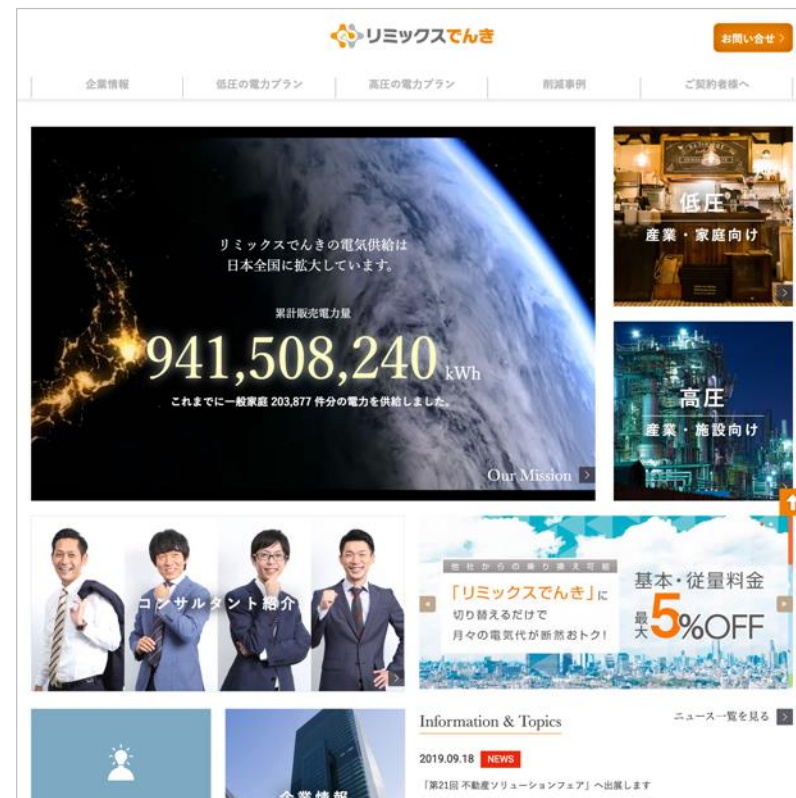 リミックスでんき
お問い合せ
企業情報
低圧の電力プラン
高圧の電力プラン
削減事例
ご契約者様へ
リミックスでんきの電気供給は
日本全国に拡大しています。
累計販売電力量
941,508,240 kWh
これまでに一般家庭 203,877 件分の電力を供給しました。
Our Mission
低圧
産業・家庭向け
高圧
産業・施設向け
コンサルタント紹介
他社からの乗り換え可能
「リミックスでんき」に
切り替えるだけで
月々の電気代が断然おトク!
基本・従量料金
最大5%OFF
Information & Topics
ニュース一覧を見る
2019.09.18 NEWS
「第21回 不動産ソリューションフェア」へ出展します
企業情報